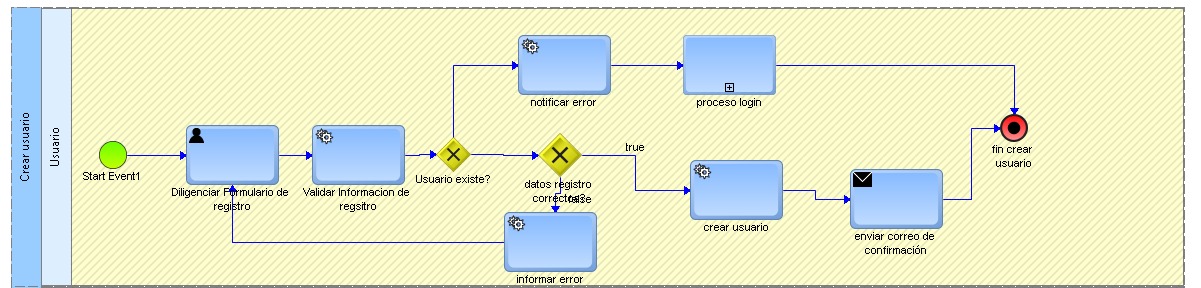 Crear usuario
Usuario
Start Event1
Diligenciar Formulario de
registro
Validar Informacion de
regsitro
Usuario existe?
notificar error
proceso login
datos registro
correctos?
false
true
informar error
crear usuario
enviar correo de
confirmación
fin crear
usuario